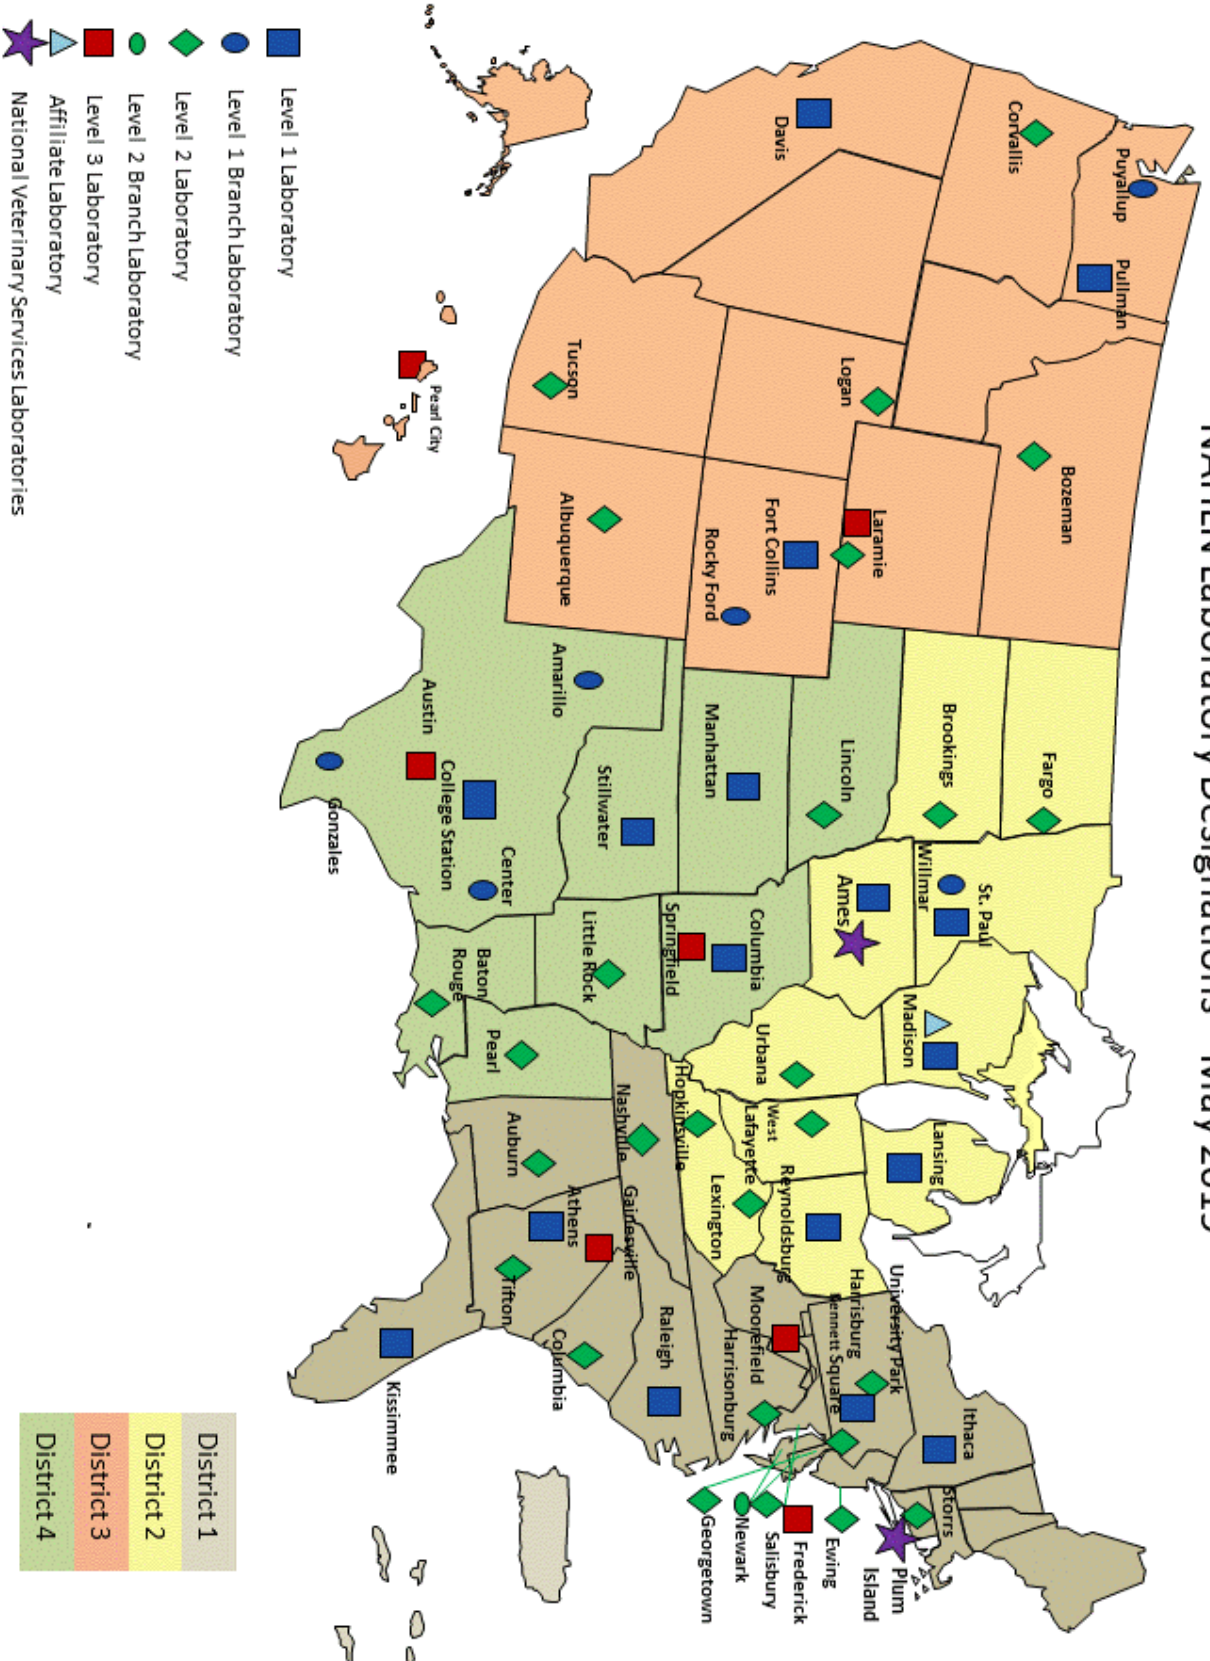 NAHLN Laboratory Designations – May 2015
Puyallup
Pullman
Corvallis
Davis
Bozeman
Logan
Tucson
Laramie
Fort Collins
Rocky Ford
Albuquerque
Pearl City
Fargo
Brookings
Lincoln
Manhattan
Stillwater
Amarillo
Austin
College Station
Center
Gonzales
St. Paul
Willmar
Ames
Columbia
Springfield
Little Rock
Baton
Rouge
Pearl
Madison
Urbana
West
Lafayette
Hopkinsville
Lexington
Lansing
Reynoldsburg
Nashville
Auburn
Athens
Gainesville
Tifton
Columbia
Raleigh
Kissimmee
Moorefield
Harrisonburg
University Park
Harrisburg
Kennett Square
Ithaca
Storrs
Plum
Island
Ewing
Frederick
Salisbury
Newark
Georgetown
Level 1 Laboratory
Level 1 Branch Laboratory
Level 2 Laboratory
Level 2 Branch Laboratory
Level 3 Laboratory
Affiliate Laboratory
National Veterinary Services Laboratories
District 1
District 2
District 3
District 4